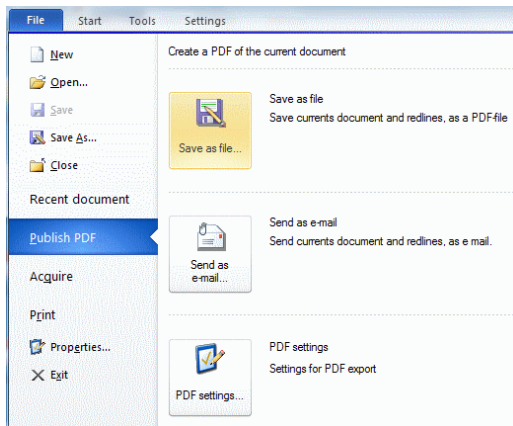 File Start Tools Settings
New
Open...
Save
Save As...
Close
Recent document
Publish PDF
Acquire
Print
Properties...
Exit
Create a PDF of the current document
Save as file...
Save as file
Save currents document and redlines, as a PDF-file
Send as
e-mail...
Send as e-mail
Send currents document and redlines, as e mail.
PDF settings...
PDF settings
Settings for PDF export